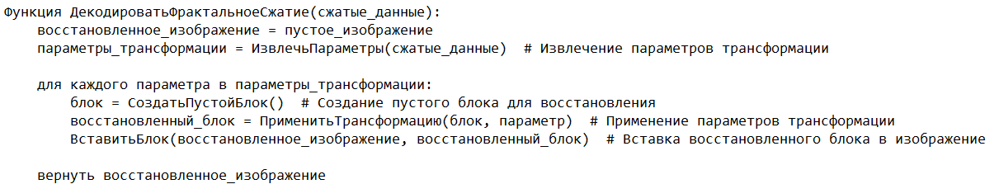 Функция ДекодироватьФрактальноеСжатие(сжатые_данные):
    восстановленное_изображение = пустое_изображение
    параметры_трансформации = ИзвлечьПараметры(сжатые_данные)  # Извлечение параметров трансформации

    для каждого параметра в параметры_трансформации:
        блок = СоздатьПустойБлок()  # Создание пустого блока для восстановления
        восстановленный_блок = ПрименитьТрансформацию(блок, параметр)  # Применение параметров трансформации
        ВставитьБлок(восстановленное_изображение, восстановленный_блок)  # Вставка восстановленного блока в изображение

    вернуть восстановленное_изображение